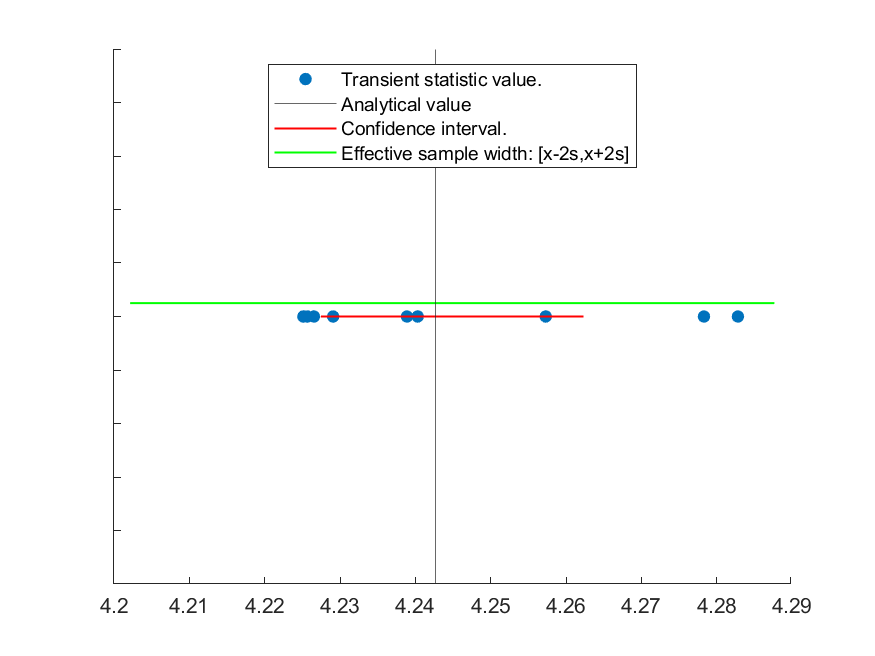 Transient statistic value.
Analytical value
Confidence interval.
Effective sample width: [x-2s,x+2s]
4.2 4.21 4.22 4.23 4.24 4.25 4.26 4.27 4.28 4.29